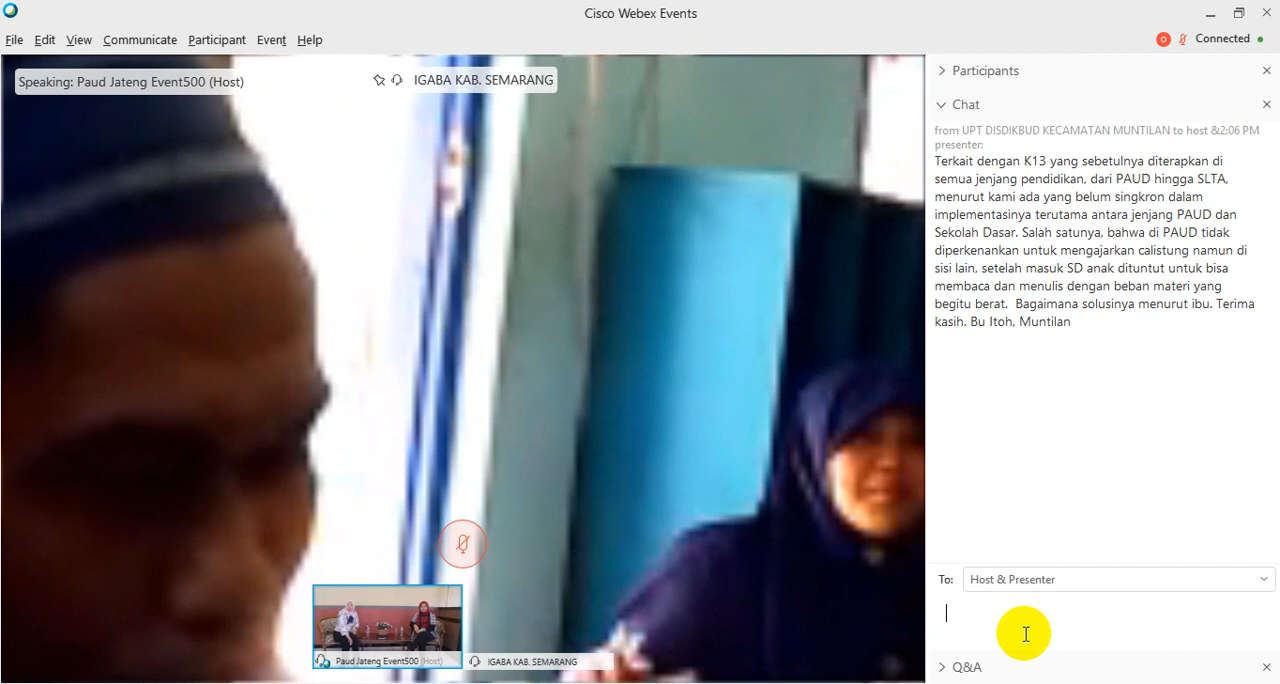 Cisco Webex Events
File Edit View Communicate Participant Event Help
Connected
Speaking: Paud Jateng Event500 (Host)
IGABA KAB. SEMARANG
Participants
Chat
from UPT DISDIKBUD KECAMATAN MUNTILAN to host &2:06 PM
presenter:
Terkait dengan K13 yang sebetulnya diterapkan di
semua jenjang pendidikan, dari PAUD hingga SLTA,
menurut kami ada yang belum singkron dalam
implementasinya terutama antara jenjang PAUD dan
Sekolah Dasar. Salah satunya, bahwa di PAUD tidak
diperkenankan untuk mengajarkan calistung namun di
sisi lain, setelah masuk SD anak dituntut untuk bisa
membaca dan menulis dengan beban materi yang
begitu berat.  Bagaimana solusinya menurut ibu. Terima
kasih. Bu Itoh, Muntilan
To: Host & Presenter
Paud Jateng Event500 (Host)
IGABA KAB. SEMARANG
Q&A